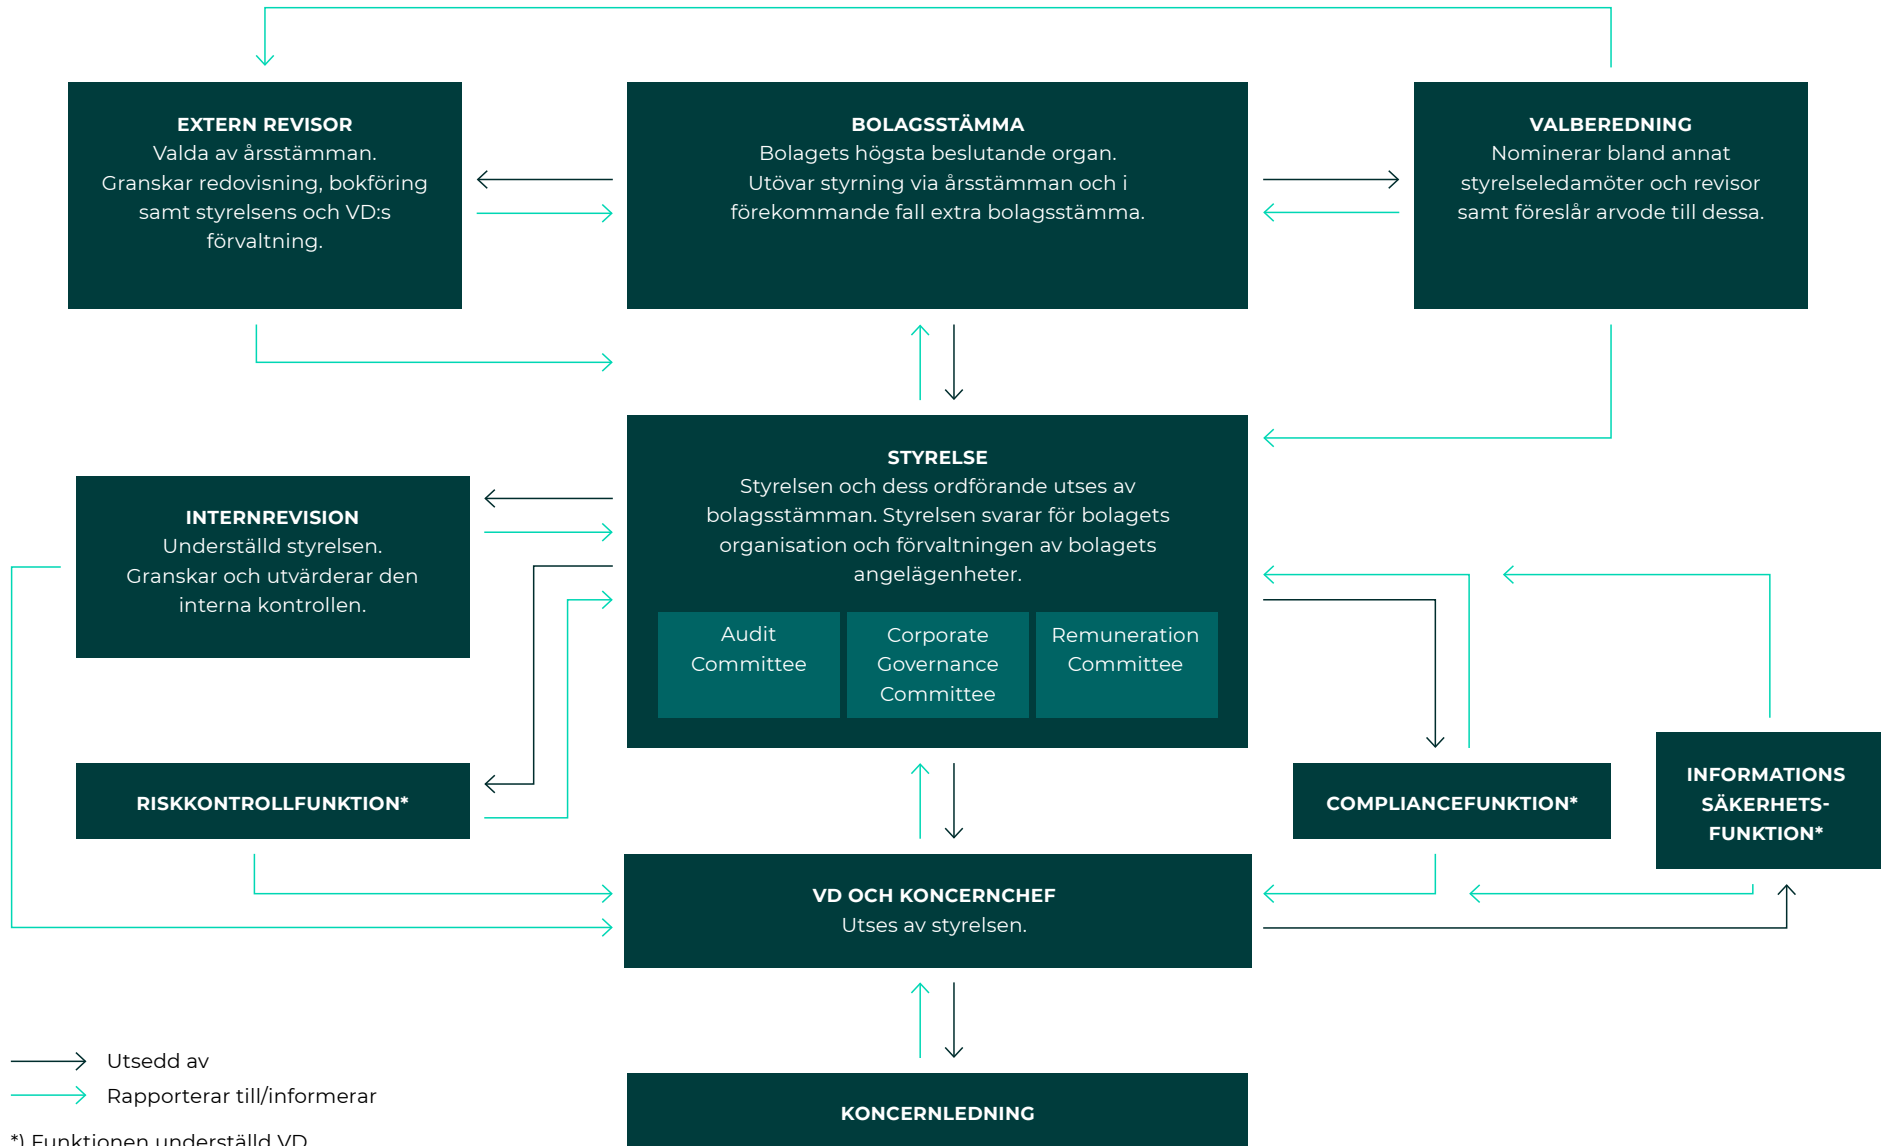 EXTERN REVISOR
Valda av årsstämman.
Granskar redovisning, bokföring
samt styrelsens och VD:s
förvaltning.
BOLAGSSTÄMMA
Bolagets högsta beslutande organ.
Utövar styrning via årsstämman och i
förekommande fall extra bolagsstämma.
VALBEREDNING
Nominerar bland annat
styrelseledamöter och revisor
samt föreslår arvode till dessa.
STYRELSE
Styrelsen och dess ordförande utses av
bolagsstämman. Styrelsen svarar för bolagets
organisation och förvaltningen av bolagets
angelägenheter.
Audit
Committee
Corporate
Governance
Committee
Remuneration
Committee
INTERNREVISION
Underställd styrelsen.
Granskar och utvärderar den
interna kontrollen.
RISKKONTROLLFUNKTION*
COMPLIANCEFUNKTION*
INFORMATIONS
SÄKERHETS-
FUNKTION*
VD OCH KONCERNCHEF
Utses av styrelsen.
KONCERNLEDNING
Utsedd av
Rapporterar till/informerar
*) Funktionen underställd VD